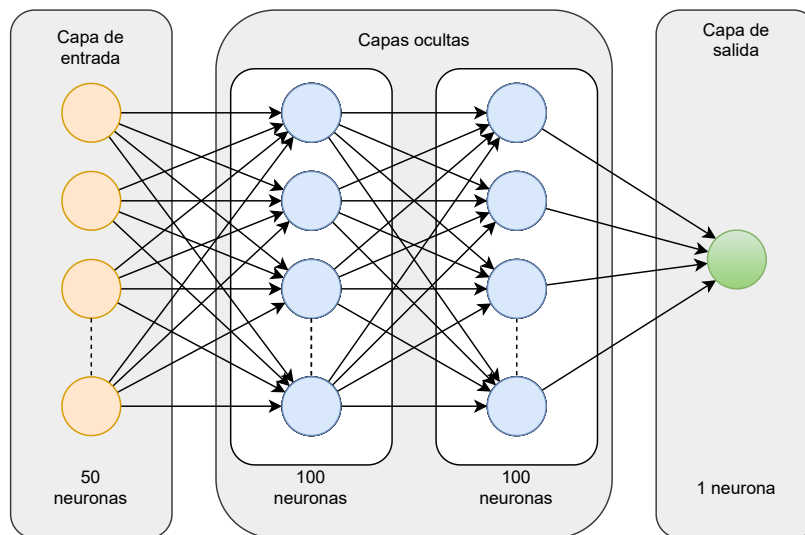 Capa de
entrada
Capas ocultas
Capa de
salida
50
neuronas
100
neuronas
100
neuronas
1 neurona